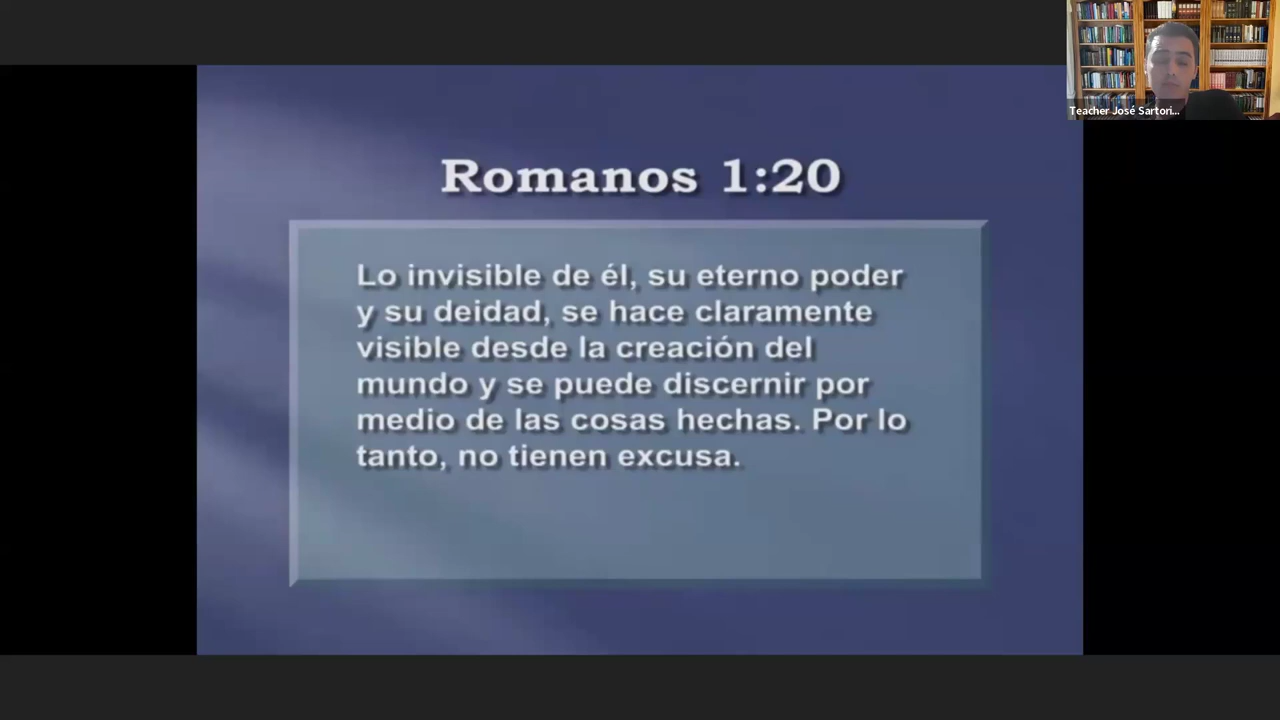 Teacher José Sartori...
Romanos 1:20
Lo invisible de él, su eterno poder
y su deidad, se hace claramente
visible desde la creación del
mundo y se puede discernir por
medio de las cosas hechas. Por lo
tanto, no tienen excusa.